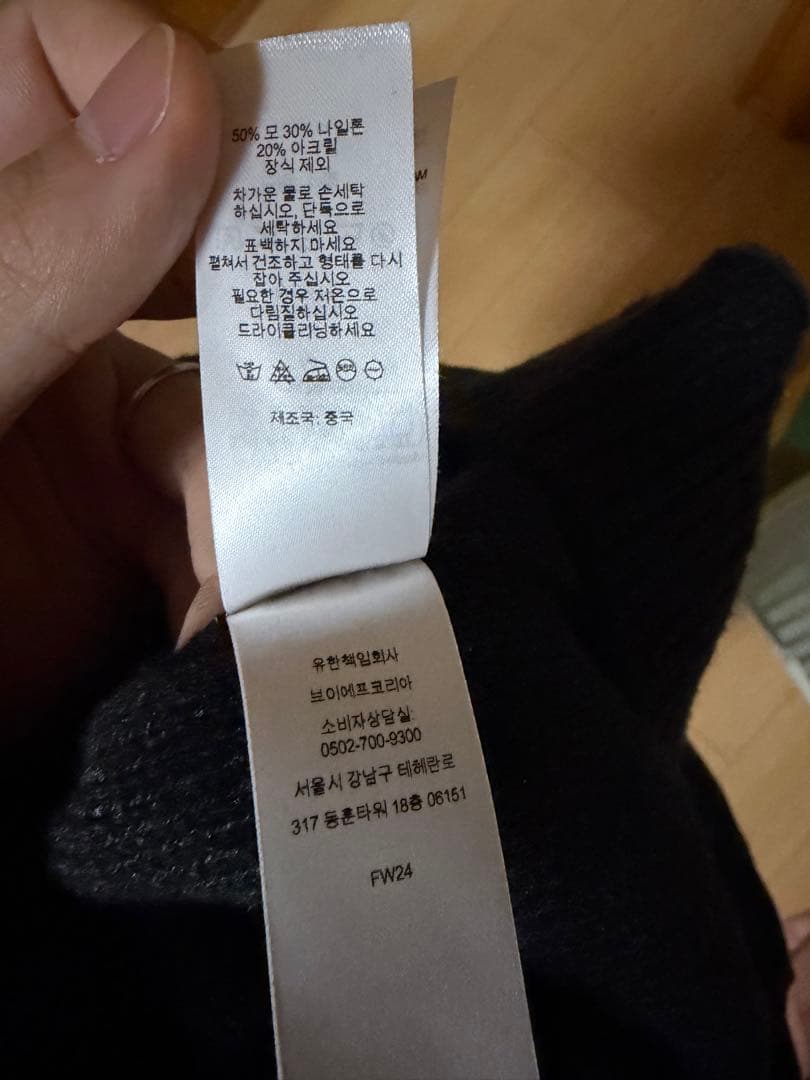 50% 모 30% 나일론
20% 아크릴
장식 제외
차가운 물로 손세탁
하십시오, 단독으로
세탁하세요
표백하지 마세요
펼쳐서 건조하고 형태를 다시
잡아 주십시오
필요한 경우 저온으로
다림질하십시오
드라이클리닝하세요
제조국: 중국
유한책임회사
브이에프코리아
소비자상담실:
0502-700-9300
서울시 강남구 테헤란로
317 동훈타워 18층 06151
FW24